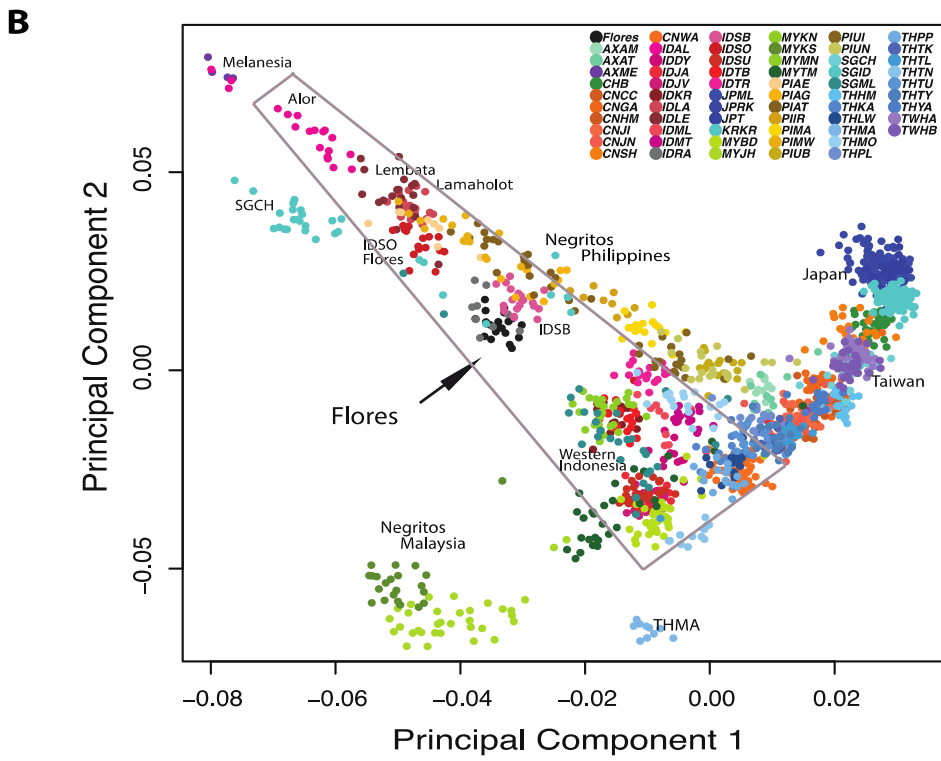 B
Flores CNWA IDSB MYKN PIUI THPP
AXAM IDAL IDSO MYKS PIUN THTK
AXAT IDDY IDSU MYMN SGCH THTL
AXME IDJA IDTB MYTM SGID THTN
CHB IDJV IDTR PIAE SGML THTU
CNCC IDKR JPML PIAG THHM THTY
CNGA IDLA JPRK PIAT THKA THYA
CNHM IDLE JPT PIIR THLW TWHA
CNJI IDML KRKR PIMA THMA TWHB
CNJN IDMT MYBD PIMW THMO
CNSH IDRA MYJH PIUB THPL
Melanesia
Alor
Lembata
Lamaholot
SGCH
IDSO
Flores
Negritos
Philippines
Japan
IDSB
Taiwan
Flores
Western
Indonesia
Negritos
Malaysia
THMA
0.05
0.00
−0.05
Principal Component 2
−0.08 −0.06 −0.04 −0.02 0.00 0.02
Principal Component 1